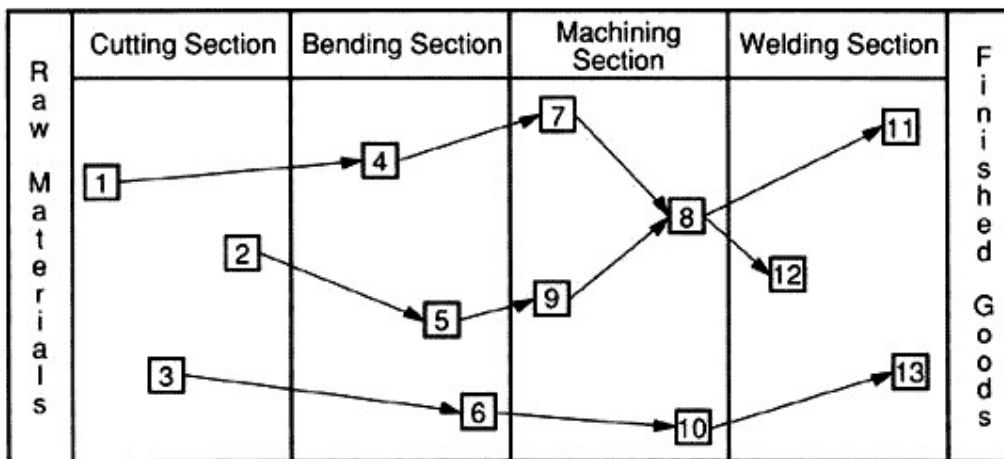 Raw Materials
Cutting Section
Bending Section
Machining
Section
Welding Section
Finished Goods
1
4
7
11
2
8
5
9
12
3
6
10
13